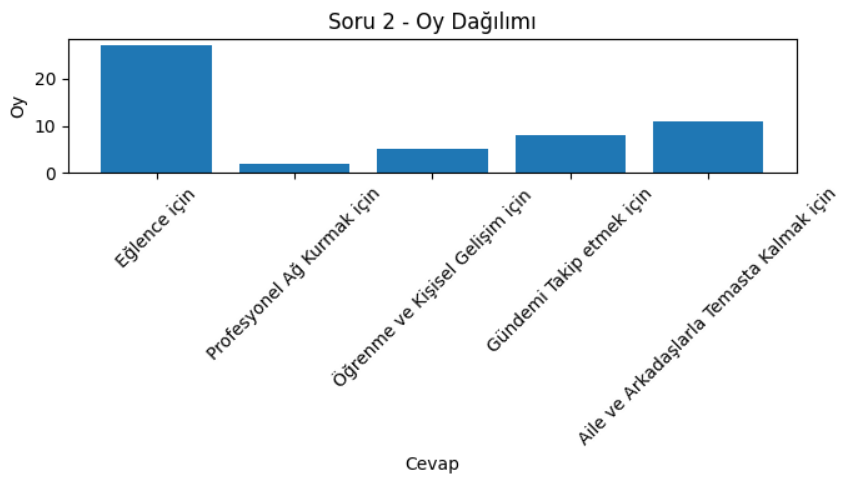 Soru 2 - Oy Dağılımı
Oy
20
10
0
Eğlence için
Profesyonel Ağ Kurmak için
Öğrenme ve Kişisel Gelişim için
Gündemi Takip etmek için
Aile ve Arkadaşlarla Temasta Kalmak için
Cevap